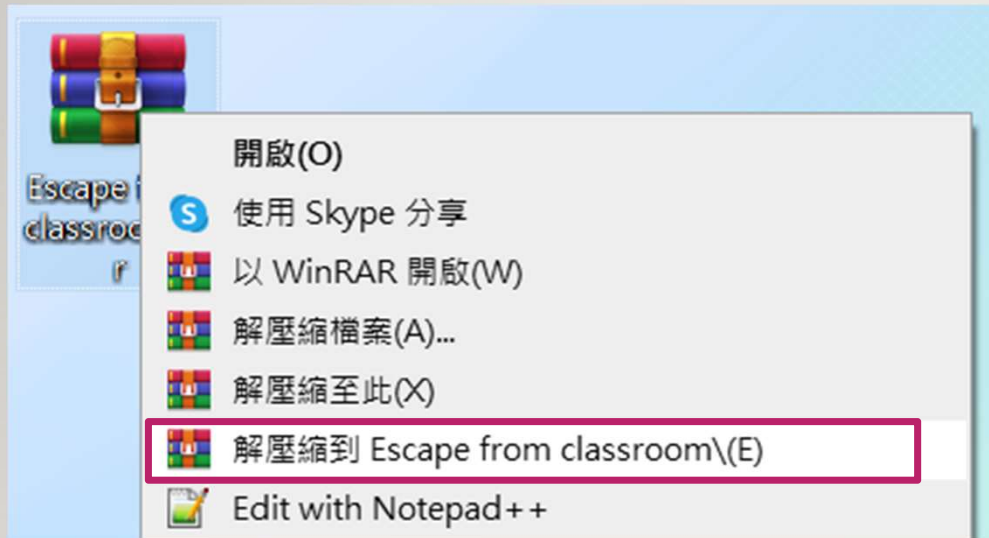 開啟(O)
Escape
使用 Skype 分享
以 WinRAR 開啟(W)
r
解壓縮檔案(A)...
解壓縮至此(X)
解壓縮到 Escape from classroom\(E)
Edit with Notepad++